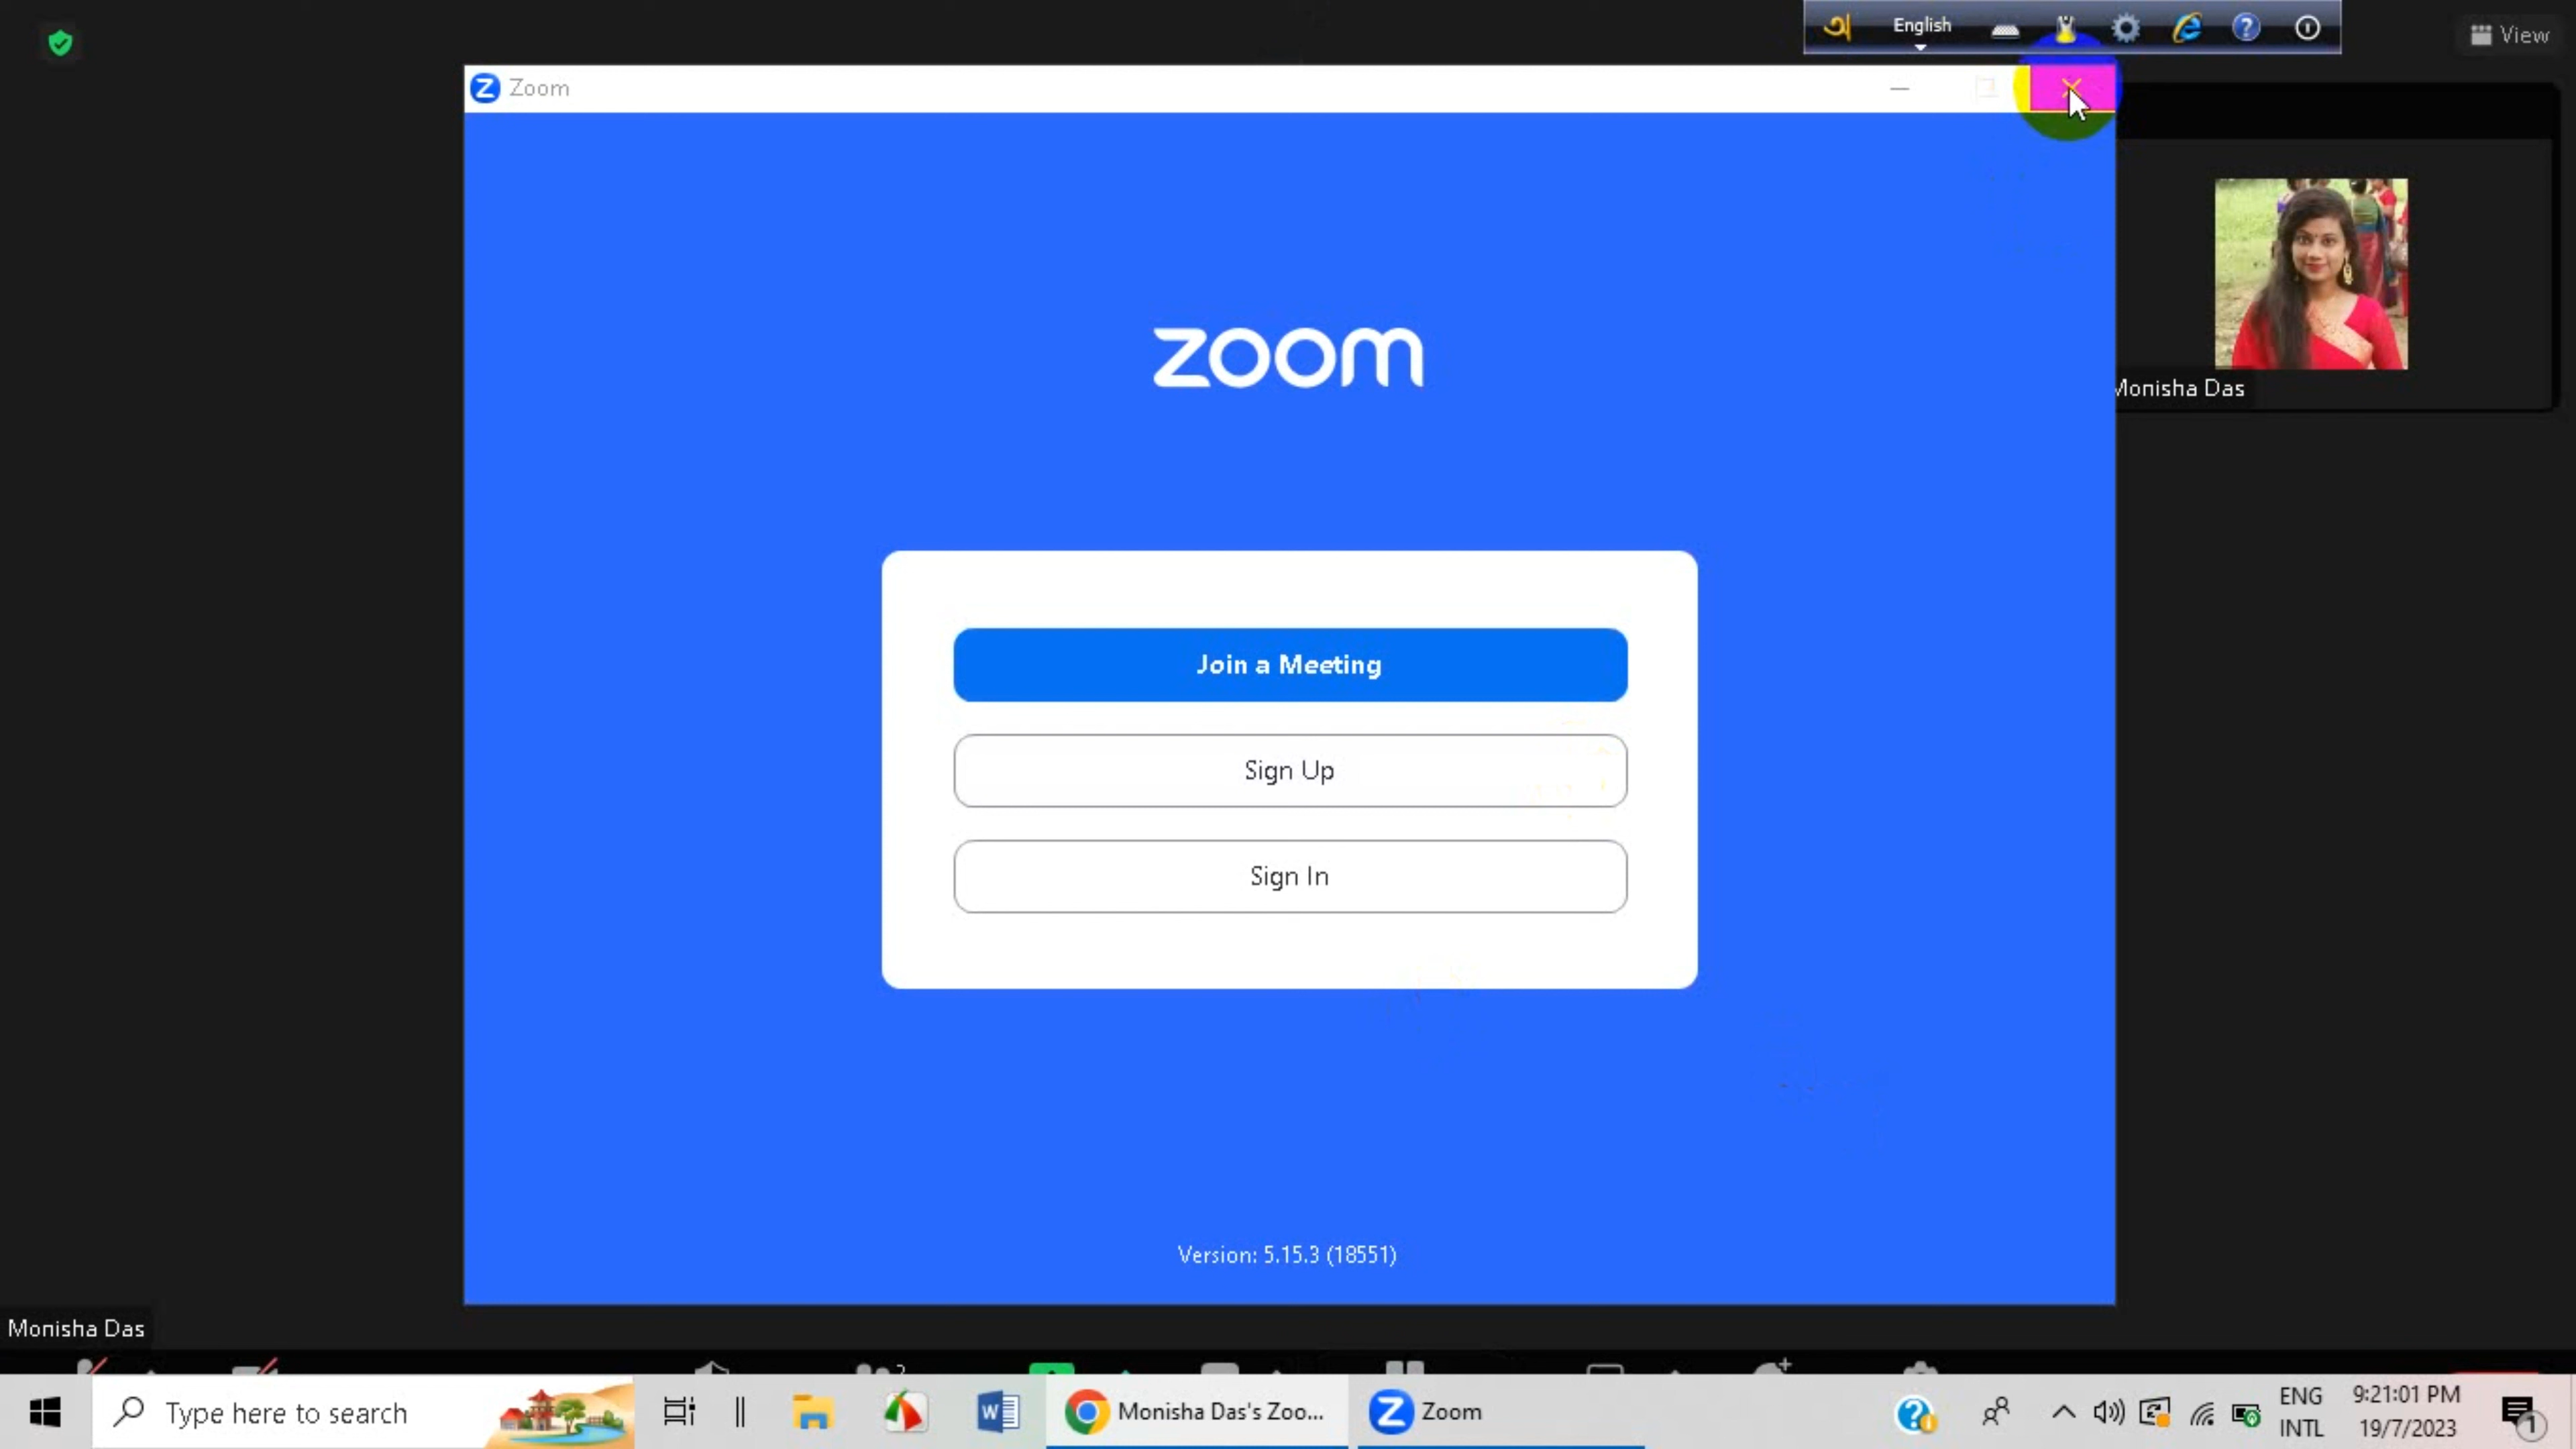 অ English
View
Zoom
zoom
Monisha Das
Join a Meeting
Sign Up
Sign In
Version: 5.15.3 (18551)
Monisha Das
Type here to search
Monisha Das's Zoo...
Zoom
ENG
INTL
9:21:01 PM
19/7/2023
1